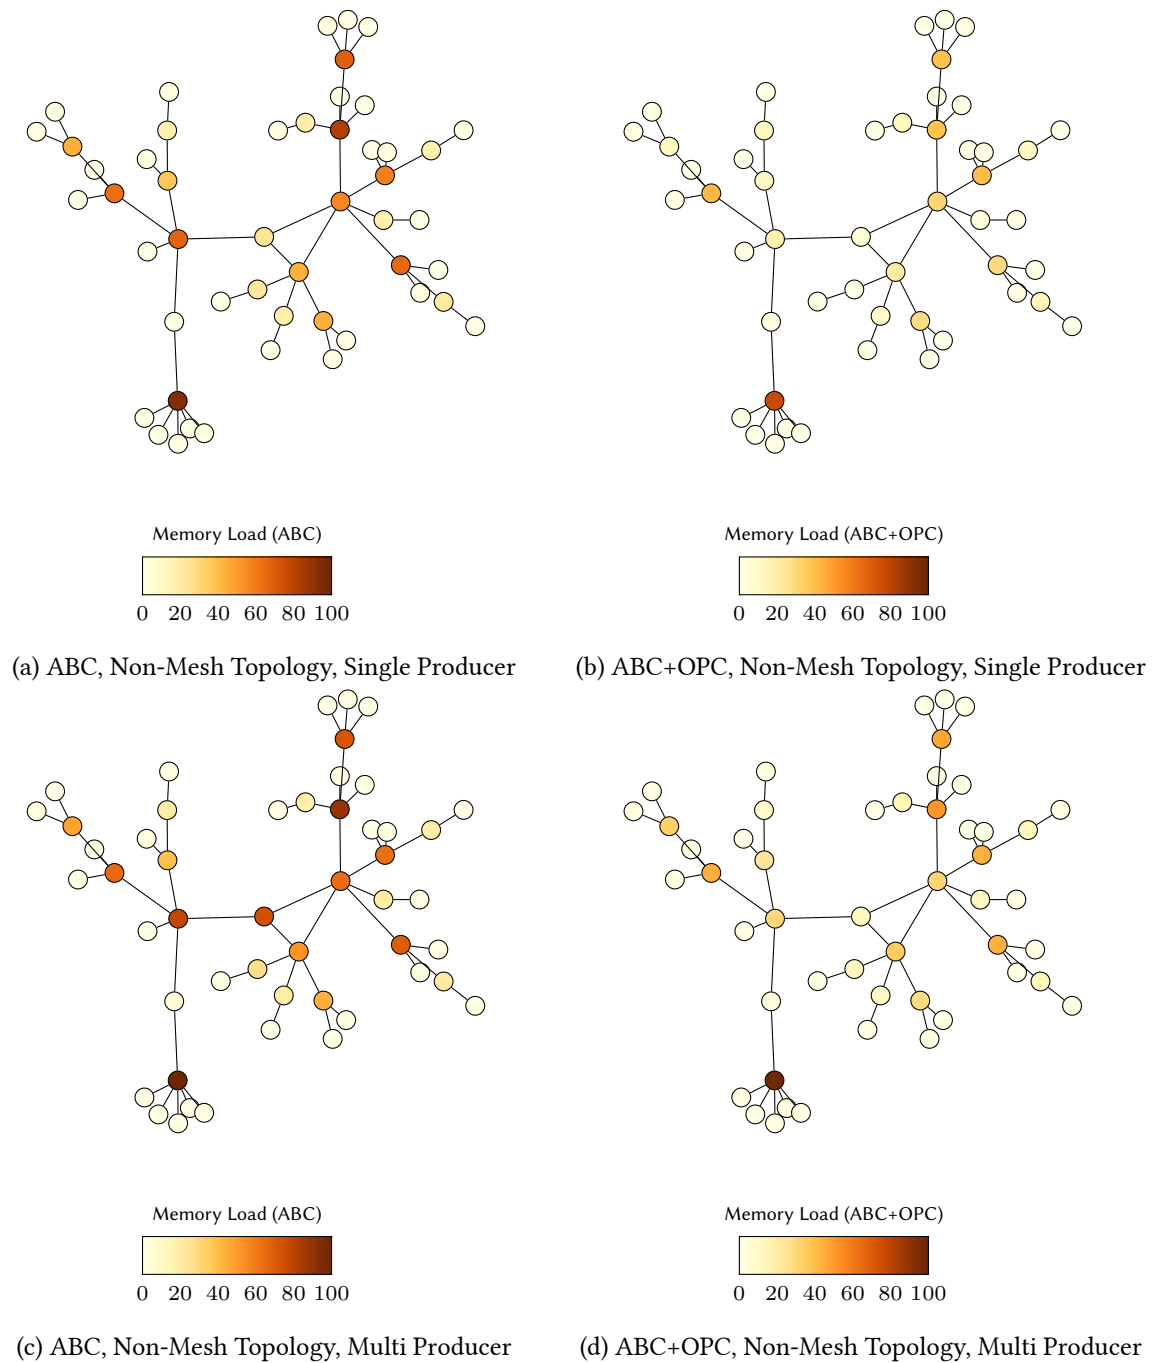 Memory Load (ABC)
0 20 40 60 80 100
Memory Load (ABC+OPC)
0 20 40 60 80 100
(a) ABC, Non-Mesh Topology, Single Producer
(b) ABC+OPC, Non-Mesh Topology, Single Producer
Memory Load (ABC)
0 20 40 60 80 100
Memory Load (ABC+OPC)
0 20 40 60 80 100
(c) ABC, Non-Mesh Topology, Multi Producer
(d) ABC+OPC, Non-Mesh Topology, Multi Producer